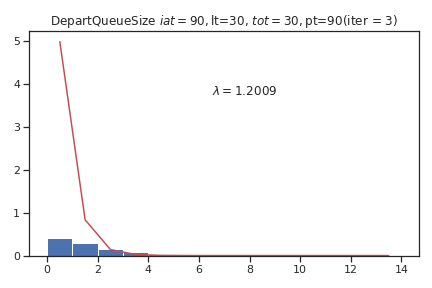 DepartQueueSize iat = 90, lt=30, tot = 30, pt=90(iter = 3)
λ = 1.2009
5
4
3
2
1
0
0 2 4 6 8 10 12 14